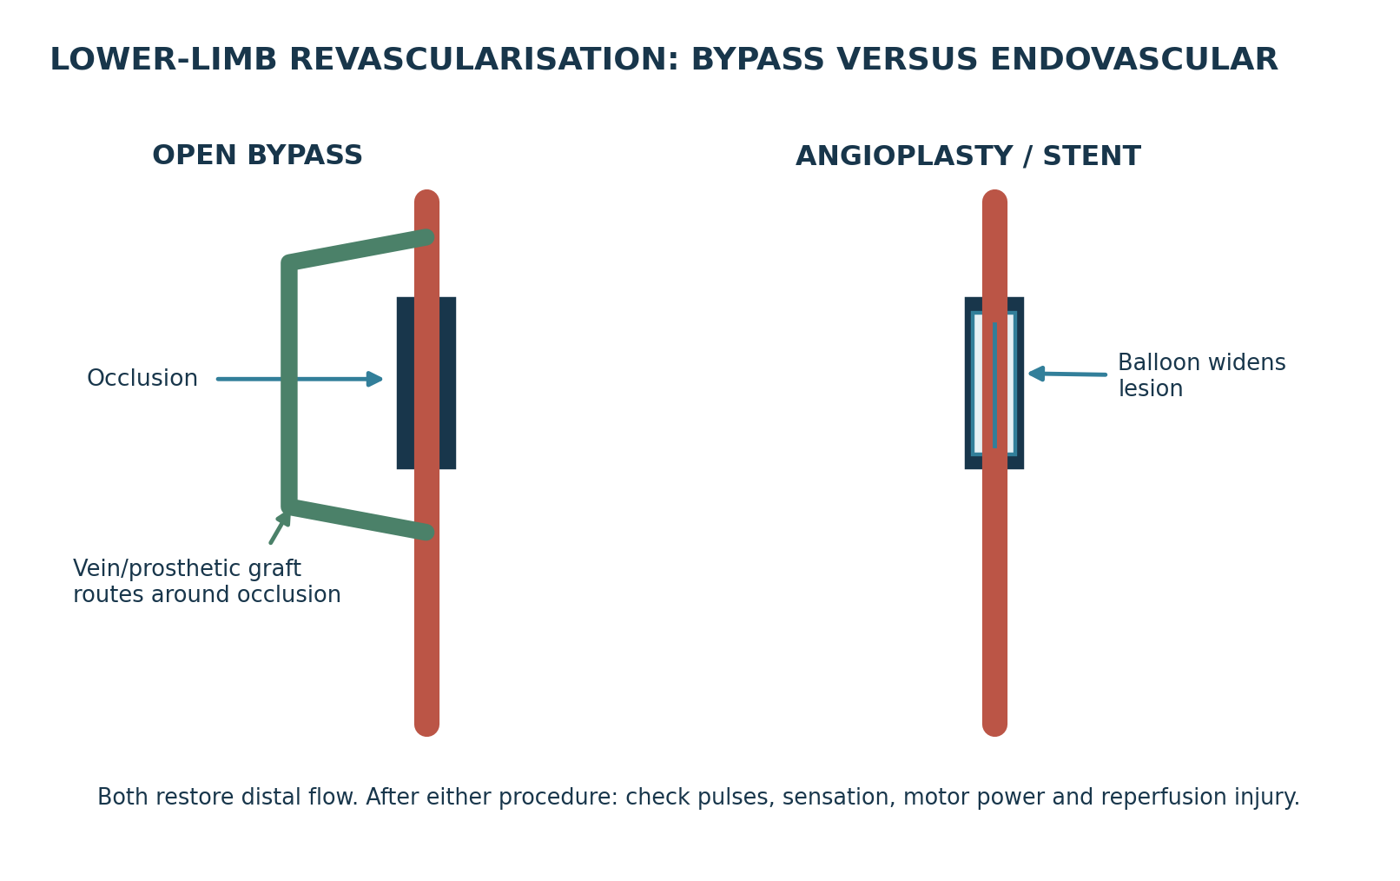 LOWER-LIMB REVASCULARISATION: BYPASS VERSUS ENDOVASCULAR
OPEN BYPASS
Occlusion
Vein/prosthetic graft
routes around occlusion
ANGIOPLASTY / STENT
Balloon widens
lesion
Both restore distal flow. After either procedure: check pulses, sensation, motor power and reperfusion injury.